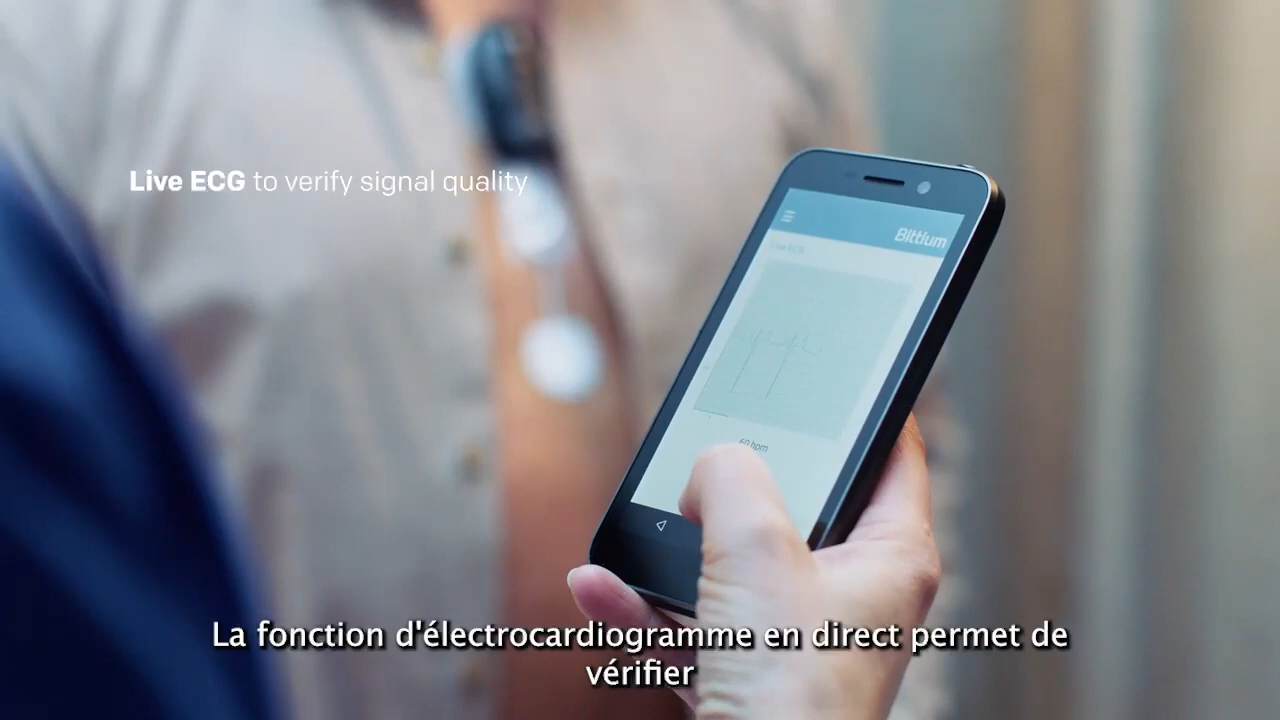 Live ECG to verify signal quality
Bittium
Live ECG
60 bpm
La fonction d'électrocardiogramme en direct permet de
vérifier